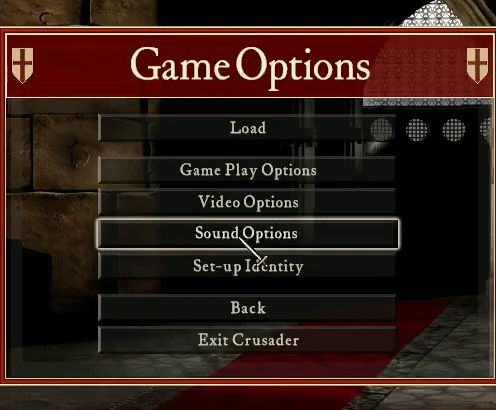 Game Options
Load
Game Play Options
Video Options
Sound Options
Set-up Identity
Back
Exit Crusader